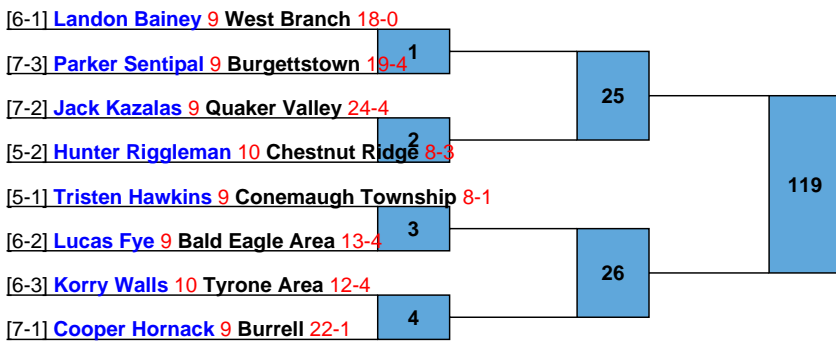 [6-1] Landon Bainey 9 West Branch 18-0
1
[7-3] Parker Sentipal 9 Burgettstown 19-4
25
[7-2] Jack Kazalas 9 Quaker Valley 24-4
2
[5-2] Hunter Riggleman 10 Chestnut Ridge 8-3
119
[5-1] Tristen Hawkins 9 Conemaugh Township 8-1
3
[6-2] Lucas Fye 9 Bald Eagle Area 13-4
26
[6-3] Korry Walls 10 Tyrone Area 12-4
4
[7-1] Cooper Hornack 9 Burrell 22-1